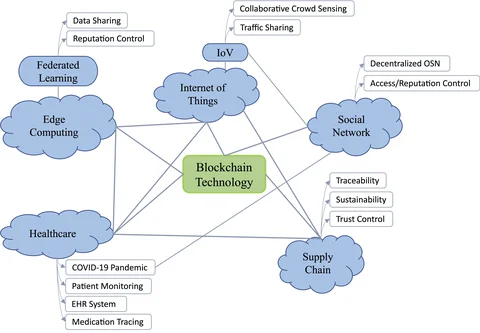 Data Sharing
Reputation Control
Federated
Learning
Edge
Computing
Collaborative Crowd Sensing
Traffic Sharing
IoV
Internet of
Things
Decentralized OSN
Access/Reputation Control
Social
Network
Blockchain
Technology
Traceability
Sustainability
Trust Control
Supply
Chain
Healthcare
COVID-19 Pandemic
Patient Monitoring
EHR System
Medication Tracing